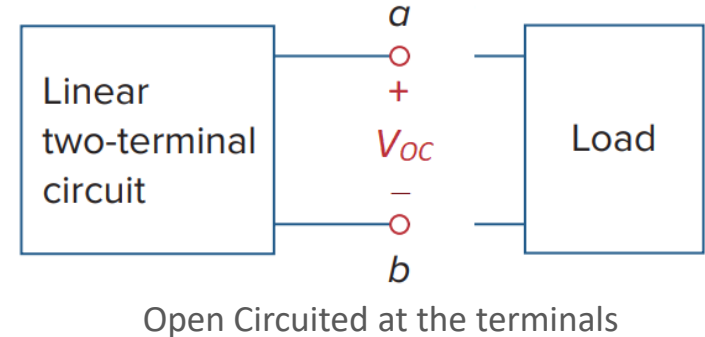 a
Linear
two-terminal
circuit
+
VOC
–
Load
b
Open Circuited at the terminals